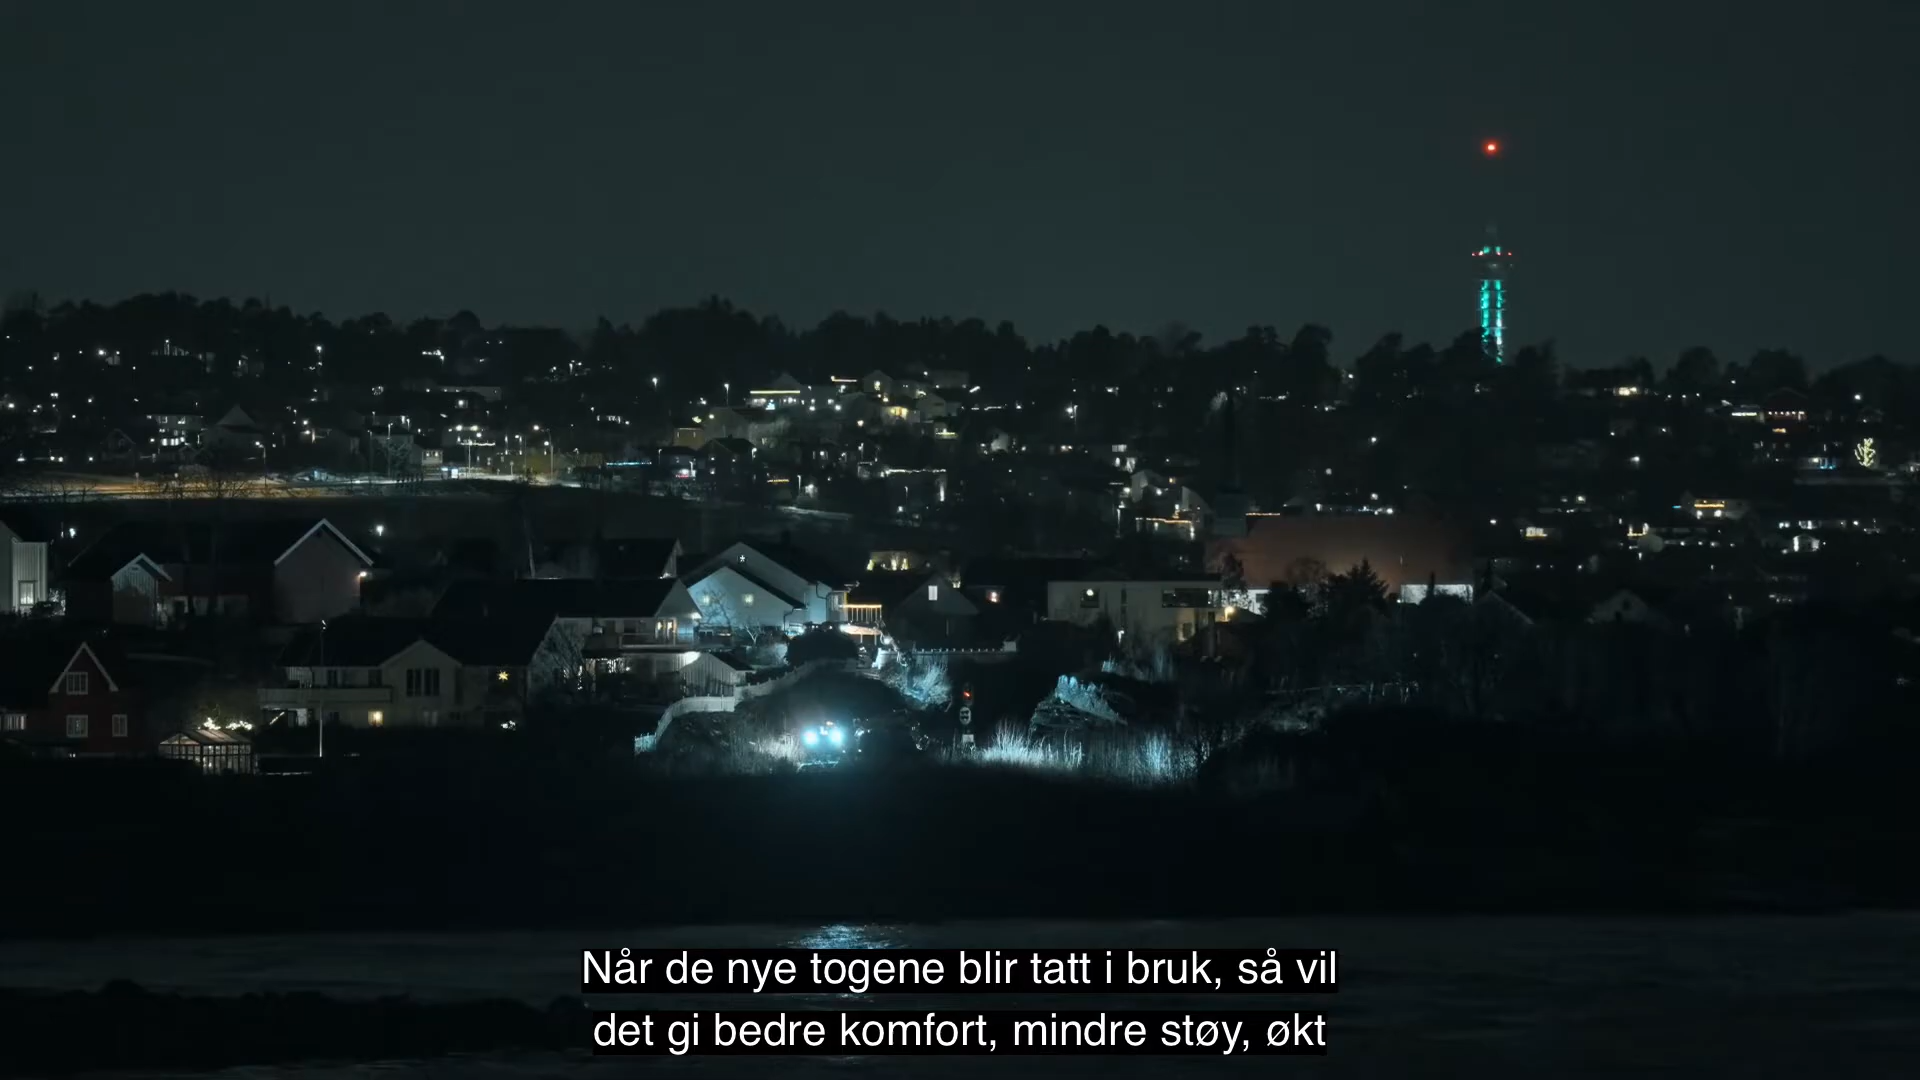 Når de nye togene blir tatt i bruk, så vil
det gi bedre komfort, mindre støy, økt